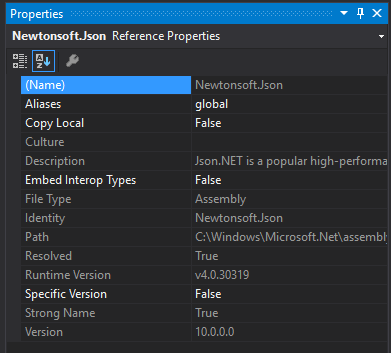 Properties
Newtonsoft.Json Reference Properties
(Name) Newtonsoft.Json
Aliases global
Copy Local False
Culture
Description Json.NET is a popular high-performa
Embed Interop Types False
File Type Assembly
Identity Newtonsoft.Json
Path C:\Windows\Microsoft.Net\assembly
Resolved True
Runtime Version v4.0.30319
Specific Version False
Strong Name True
Version 10.0.0.0